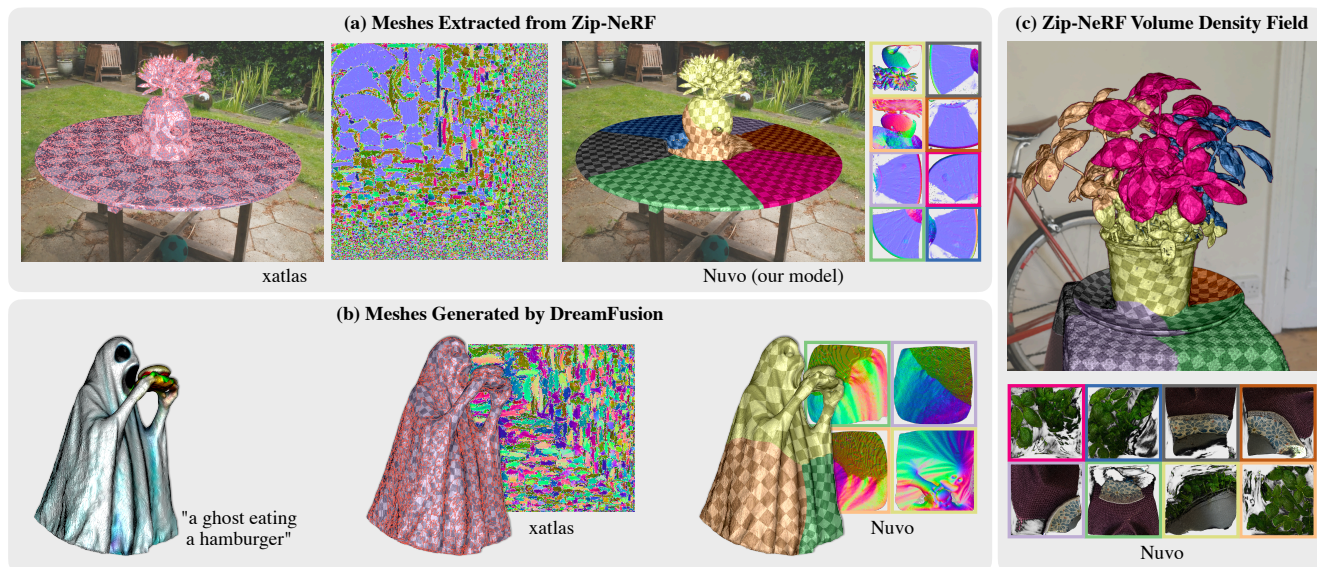 (a) Meshes Extracted from Zip-NeRF
xatlas
Nuvo (our model)
(b) Meshes Generated by DreamFusion
"a ghost eating
a hamburger"
xatlas
Nuvo
(c) Zip-NeRF Volume Density Field
Nuvo